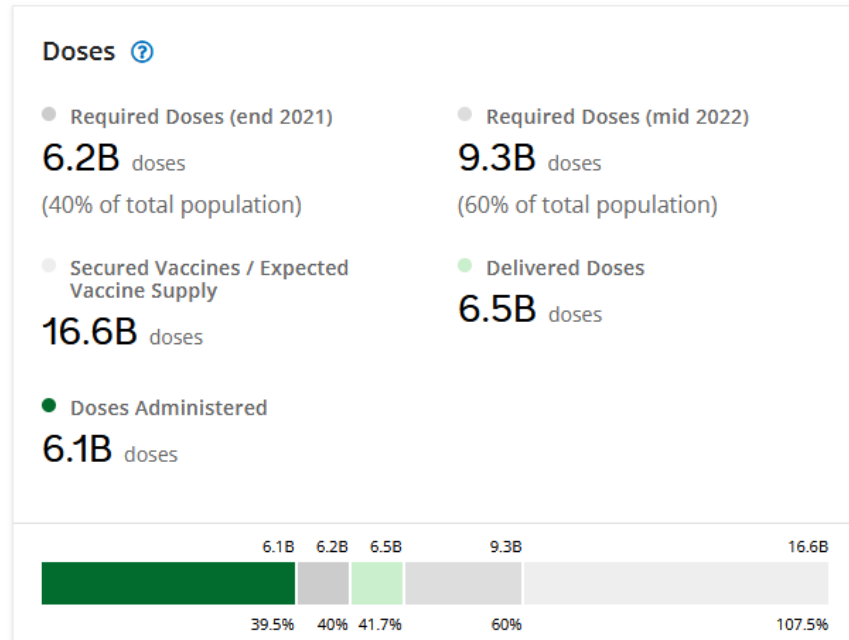 Doses ?
Required Doses (end 2021)
6.2B doses
(40% of total population)
Required Doses (mid 2022)
9.3B doses
(60% of total population)
Secured Vaccines / Expected
Vaccine Supply
16.6B doses
Delivered Doses
6.5B doses
Doses Administered
6.1B doses
6.1B 6.2B 6.5B 9.3B 16.6B
39.5% 40% 41.7% 60% 107.5%